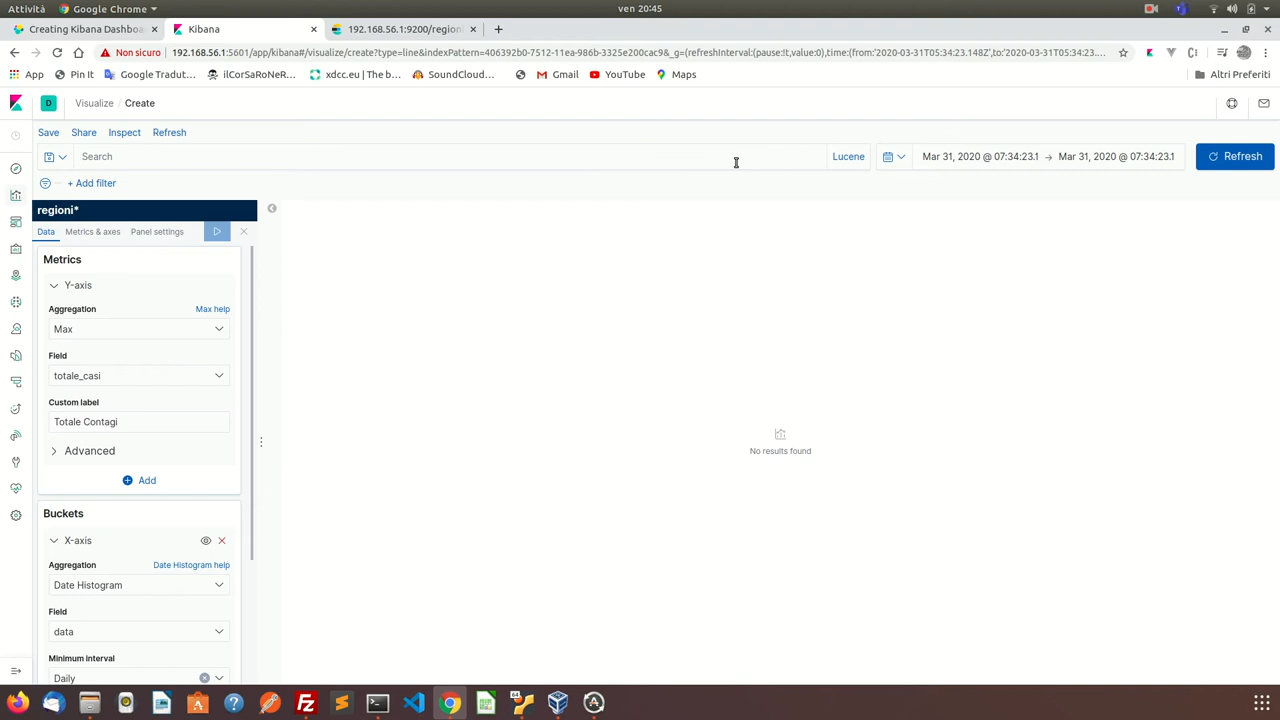 Attività
Google Chrome
ven 20:45
Creating Kibana Dashboa
Kibana
192.168.56.1:9200/region
Non sicuro
192.168.56.1:5601/app/kibana#/visualize/create?type=line&indexPattern=406392b0-7512-11ea-986b-3325e200cac9&_g=(refreshInterval:(pause:!t,value:0),time:(from:'2020-03-31T05:34:23.148Z',to:'2020-03-31T05:34:23....
App
Pin It
Google Tradut...
ilCorSaRoNeR...
xdcc.eu | The b...
SoundCloud...
Gmail
YouTube
Maps
Altri Preferiti
D
Visualize / Create
Save
Share
Inspect
Refresh
Search
Lucene
Mar 31, 2020 @ 07:34:23.1 → Mar 31, 2020 @ 07:34:23.1
Refresh
+ Add filter
regioni*
Data
Metrics & axes
Panel settings
Metrics
Y-axis
Aggregation
Max help
Max
Field
totale_casi
Custom label
Totale Contagi
Advanced
Add
No results found
Buckets
X-axis
Aggregation
Date Histogram help
Date Histogram
Field
data
Minimum interval
Daily